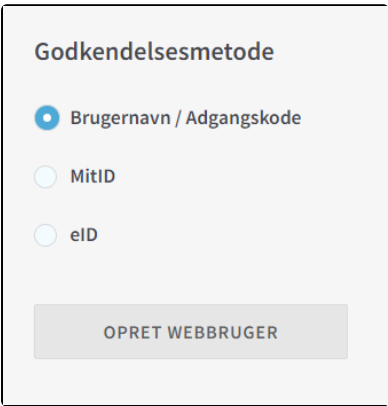 Godkendelsesmetode
Brugernavn / Adgangskode
MitID
eID
OPRET WEBBRUGER